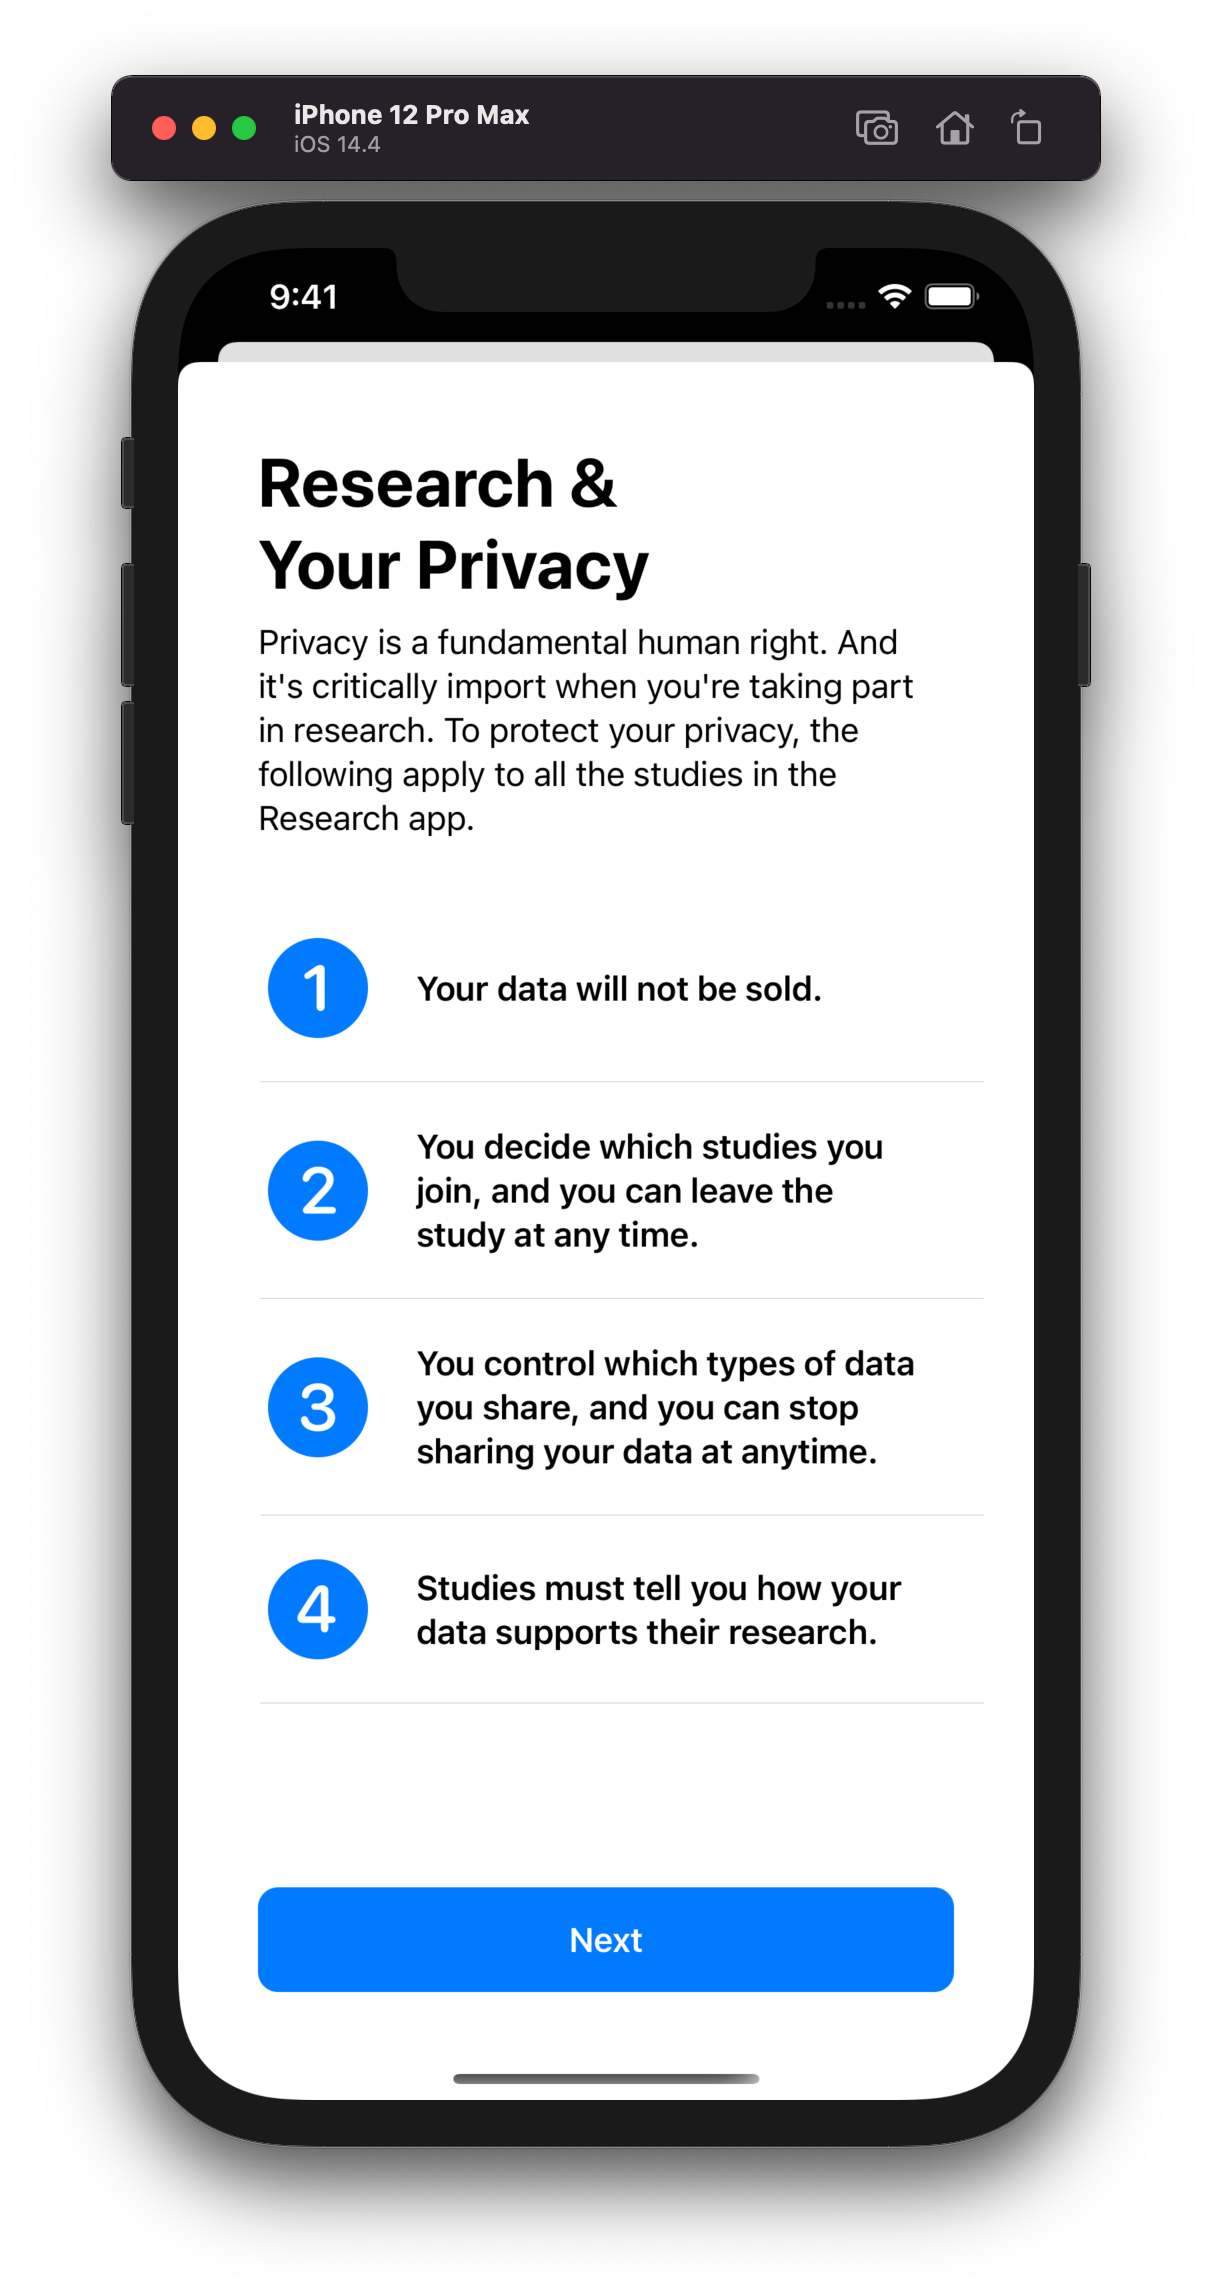 iPhone 12 Pro Max
iOS 14.4
9:41
Research &
Your Privacy
Privacy is a fundamental human right. And
it's critically import when you're taking part
in research. To protect your privacy, the
following apply to all the studies in the
Research app.
1
Your data will not be sold.
2
You decide which studies you
join, and you can leave the
study at any time.
3
You control which types of data
you share, and you can stop
sharing your data at anytime.
4
Studies must tell you how your
data supports their research.
Next